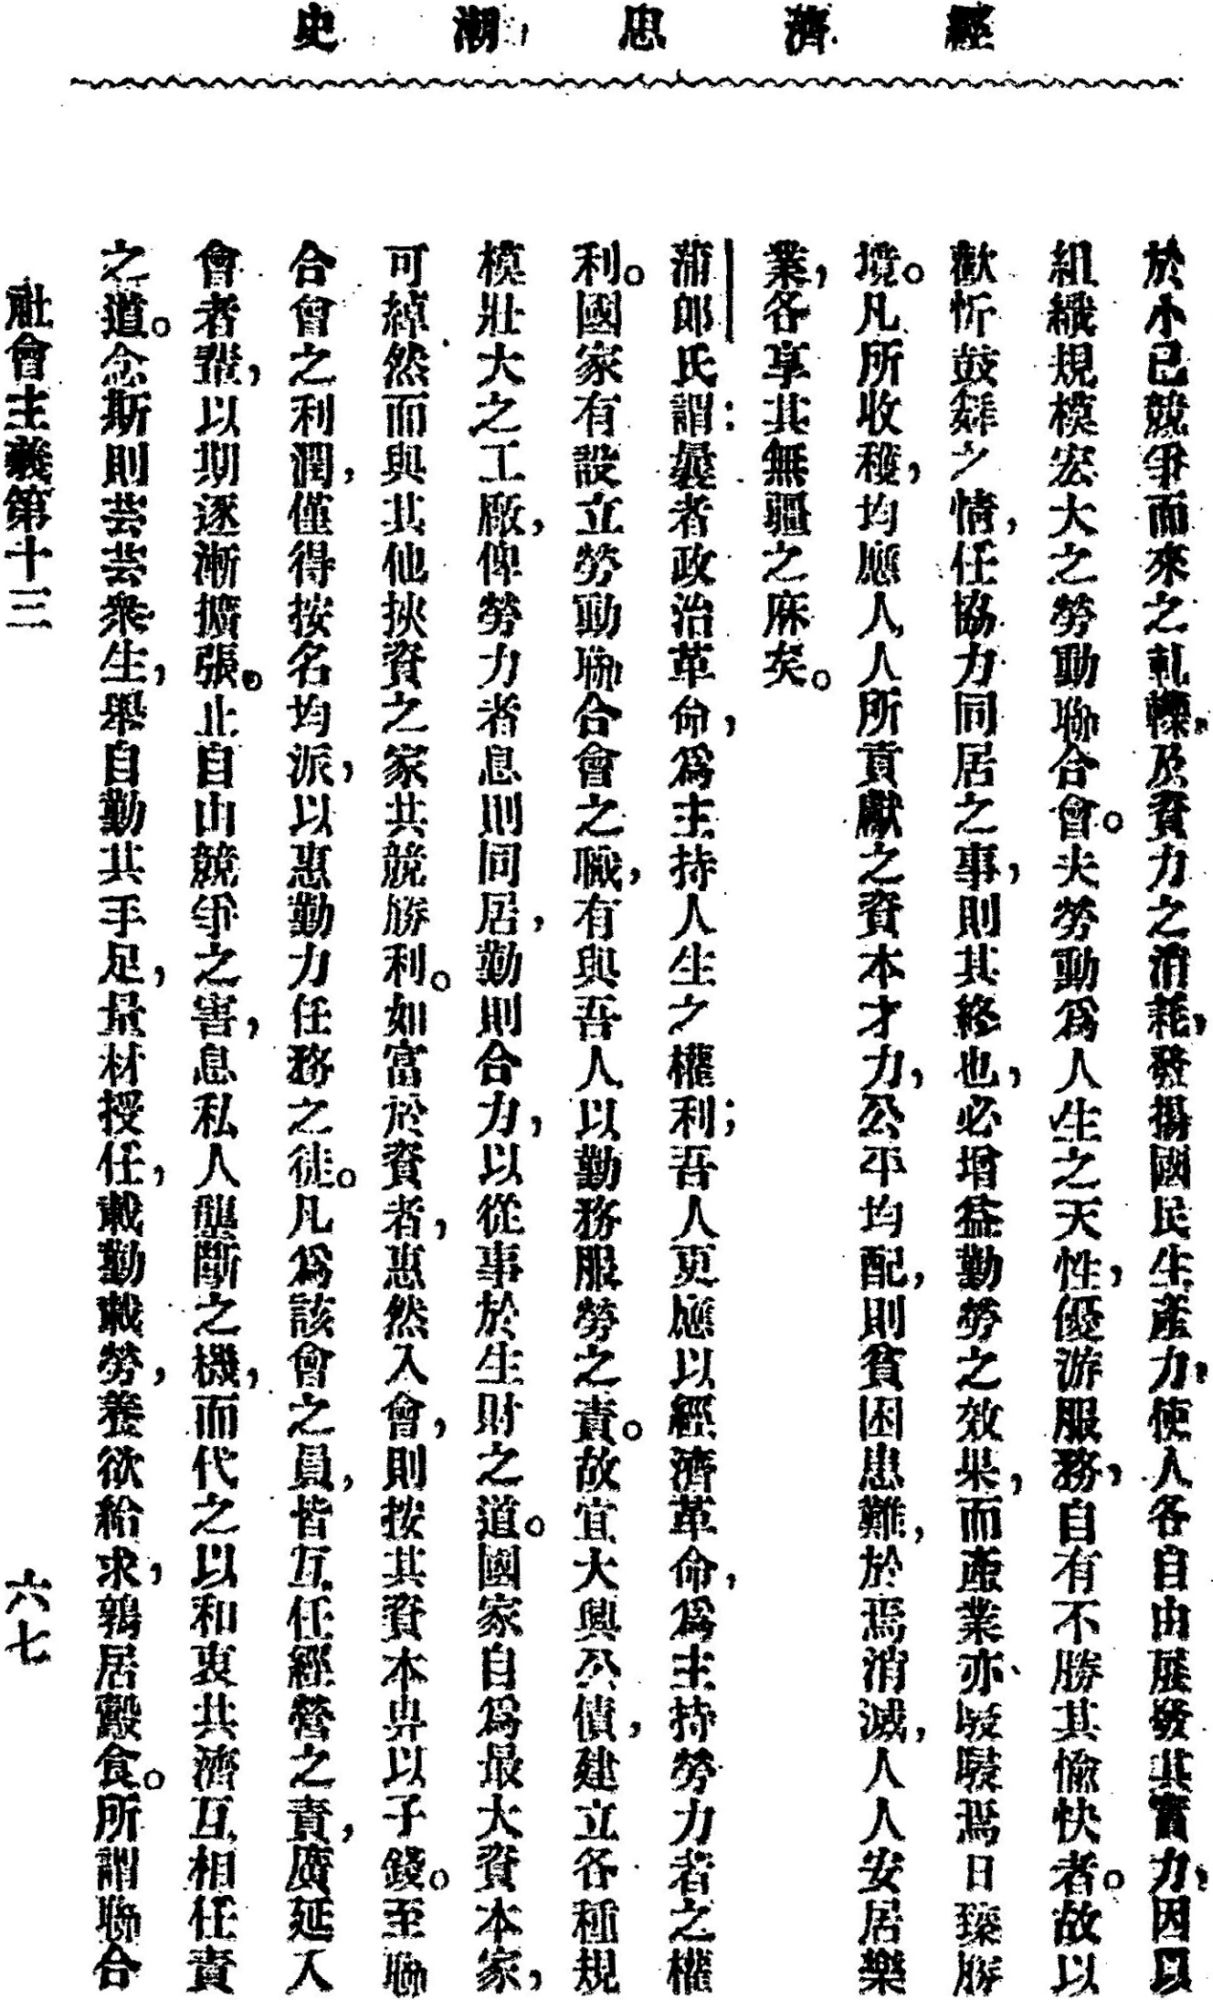 經濟思潮史
於小己競爭而來之軋轢，及資力之消耗，發揚國民生產力，使人各自由展發其實力，因以
組織規模宏大之勞動聯合會。夫勞動爲人生之天性，優游服務，自有不勝其愉快者。故以
歡忻鼓舞之情，任協力同居之事，則其終也，必增益勤勞之效果，而產業亦駸駸焉日臻勝
境。凡所收穫，均應人人所貢獻之資本才力，公平均配，則貧困患難，於焉消滅，人人安居樂
業，各享其無疆之庥矣。
蒲郎氏謂：曩者政治革命，爲主持人生之權利；吾人更應以經濟革命，爲主持勞力者之權
利。國家有設立勞動聯合會之職，有與吾人以勤務服勞之責。故宜大興公債，建立各種規
模壯大之工廠，俾勞力者息則同居，勤則合力，以從事於生財之道。國家自爲最大資本家，
可綽然而與其他挾資之家共競勝利。如富於資者，惠然入會，則按其資本畀以子錢。至聯
合會之利潤，僅得按名均派，以惠勤力任務之徒。凡爲該會之員，皆互任經營之責，廣延入
會者羣，以期逐漸擴張。止自由競爭之害，息私人壟斷之機，而代之以和衷共濟互相任責
之道。念斯則芸芸衆生，舉自勤其手足，量材授任，載勤載勞，養欲給求，鶉居鷇食。所謂聯合
社會主義第十三
六七